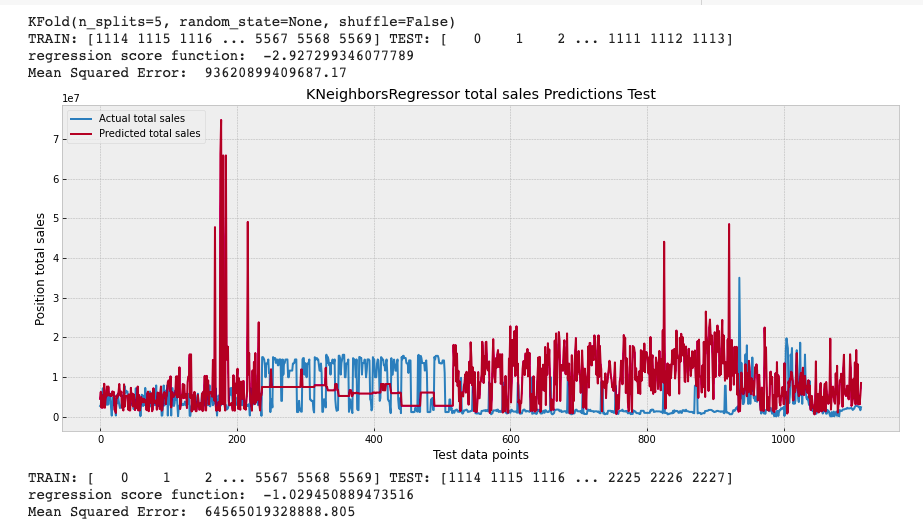 KFold(n_splits=5, random_state=None, shuffle=False)
TRAIN: [1114 1115 1116 ... 5567 5568 5569] TEST: [   0    1    2 ... 1111 1112 1113]
regression score function:  -2.927299346077789
Mean Squared Error:  93620899409687.17
KNeighborsRegressor total sales Predictions Test
1e7
Actual total sales
Predicted total sales
7
6
5
4
3
2
1
0
Position total sales
0 200 400 600 800 1000
Test data points
TRAIN: [   0    1    2 ... 5567 5568 5569] TEST: [1114 1115 1116 ... 2225 2226 2227]
regression score function:  -1.029450889473516
Mean Squared Error:  64565019328888.805